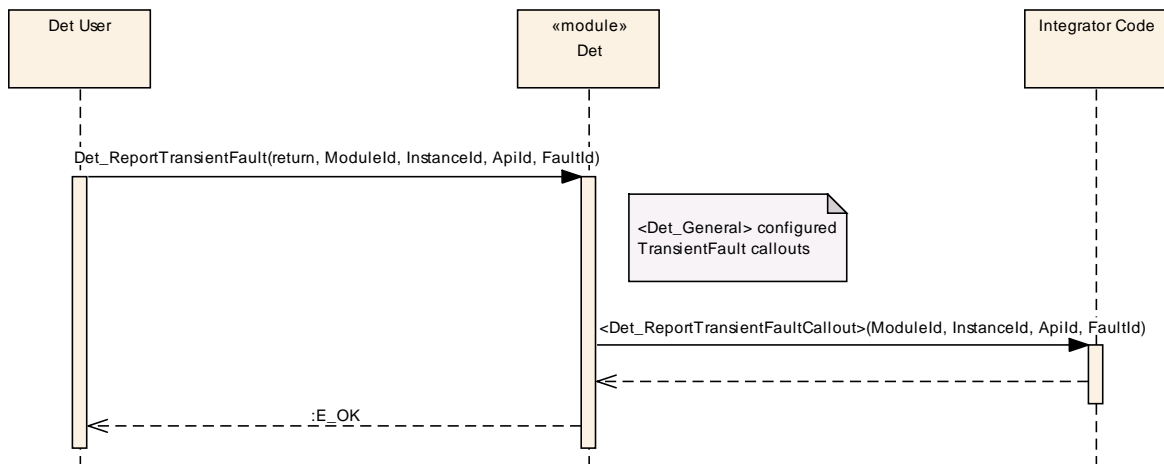 Det User
«module»
Det
Integrator Code
Det_ReportTransientFault(return, ModuleId, InstanceId, ApiId, FaultId)
<Det_General> configured
TransientFault callouts
<Det_ReportTransientFaultCallout>(ModuleId, InstanceId, ApiId, FaultId)
:E_OK